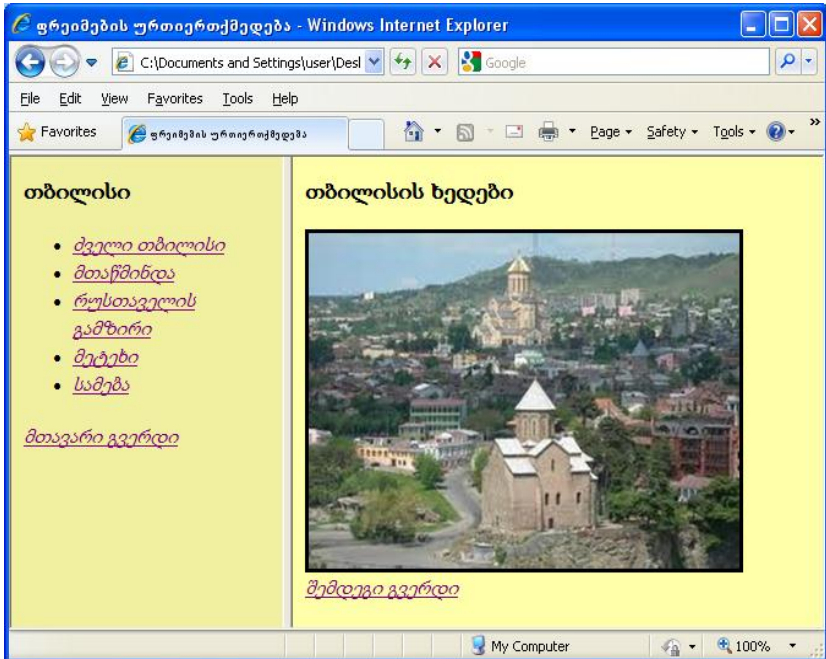 ფრეიმების ურთიერთქმედება - Windows Internet Explorer
C:\Documents and Settings\user\Desl
Google
File Edit View Favorites Tools Help
Favorites
ფრეიმების ურთიერთქმედება
Page Safety Tools
»
თბილისი
ძველი თბილისი
მთაწმინდა
რუსთაველის
გამზირი
მეტეხი
სამება
მთავარი გვერდი
თბილისის ხედები
შემდეგი გვერდი
My Computer
100%